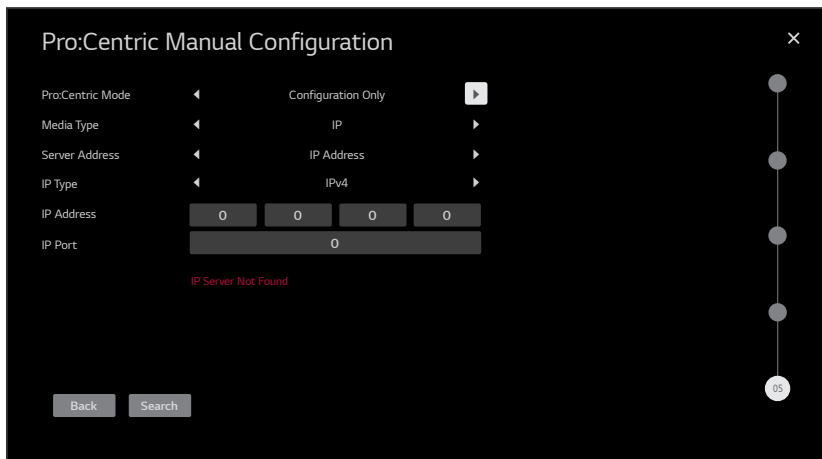 Pro:Centric Manual Configuration
Pro:Centric Mode Configuration Only
Media Type IP
Server Address IP Address
IP Type IPv4
IP Address 0 0 0 0
IP Port 0
IP Server Not Found
05
Back Search